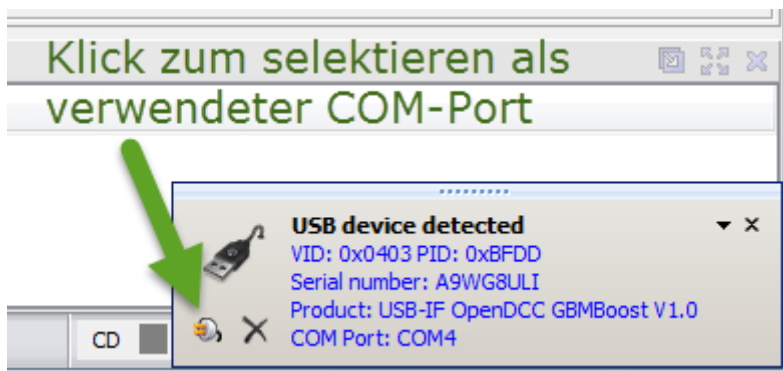 Klick zum selektieren als
verwendeter COM-Port
USB device detected
VID: 0x0403 PID: 0xBFDD
Serial number: A9WG8ULI
Product: USB-IF OpenDCC GBMBoost V1.0
COM Port: COM4
CD